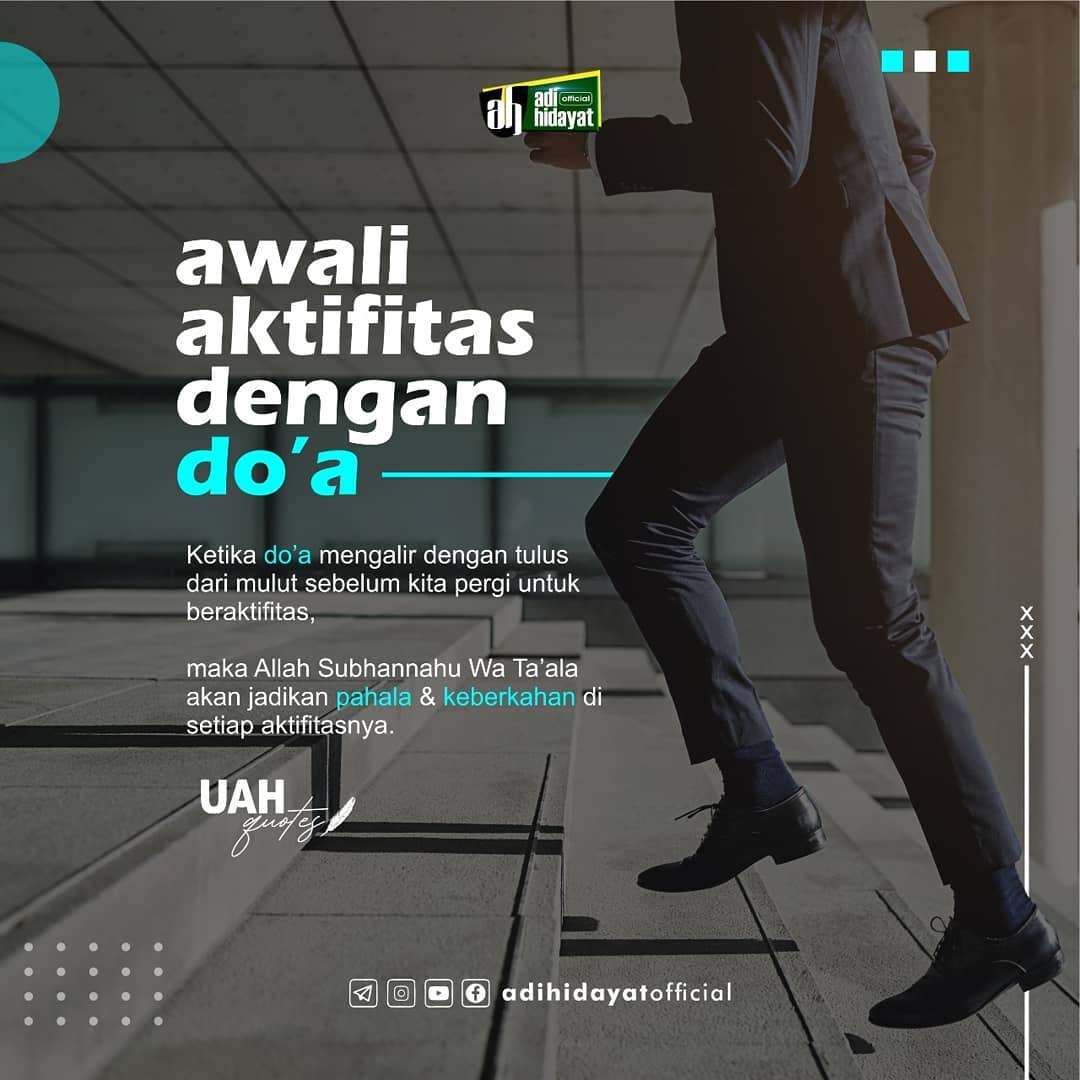 ah adi official
hidayat
awali
aktifitas
dengan
do'a
Ketika do'a mengalir dengan tulus
dari mulut sebelum kita pergi untuk
beraktifitas,
maka Allah Subhannahu Wa Ta'ala
akan jadikan pahala & keberkahan di
setiap aktifitasnya.
UAH
quotes
X
X
X
adihidayatofficial